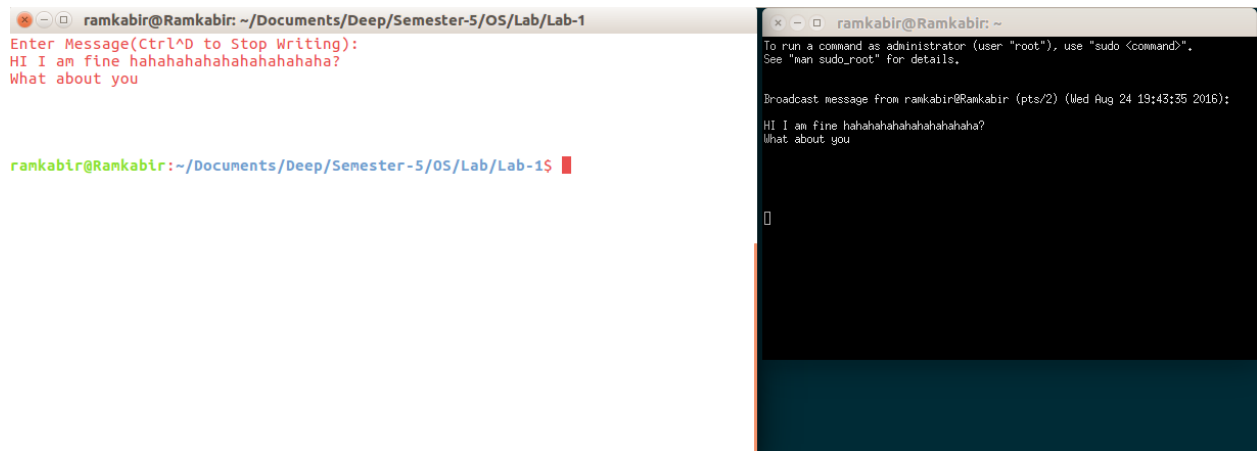 ramkabir@Ramkabir: ~/Documents/Deep/Semester-5/OS/Lab/Lab-1
Enter Message(Ctrl^D to Stop Writing):
HI I am fine hahahahahahahahahahaha?
What about you
ramkabir@Ramkabir:~/Documents/Deep/Semester-5/OS/Lab/Lab-1$
ramkabir@Ramkabir: ~
To run a command as administrator (user "root"), use "sudo <command>".
See "man sudo_root" for details.
Broadcast message from ramkabir@Ramkabir (pts/2) (Wed Aug 24 19:43:35 2016):
HI I am fine hahahahahahahahahahaha?
What about you